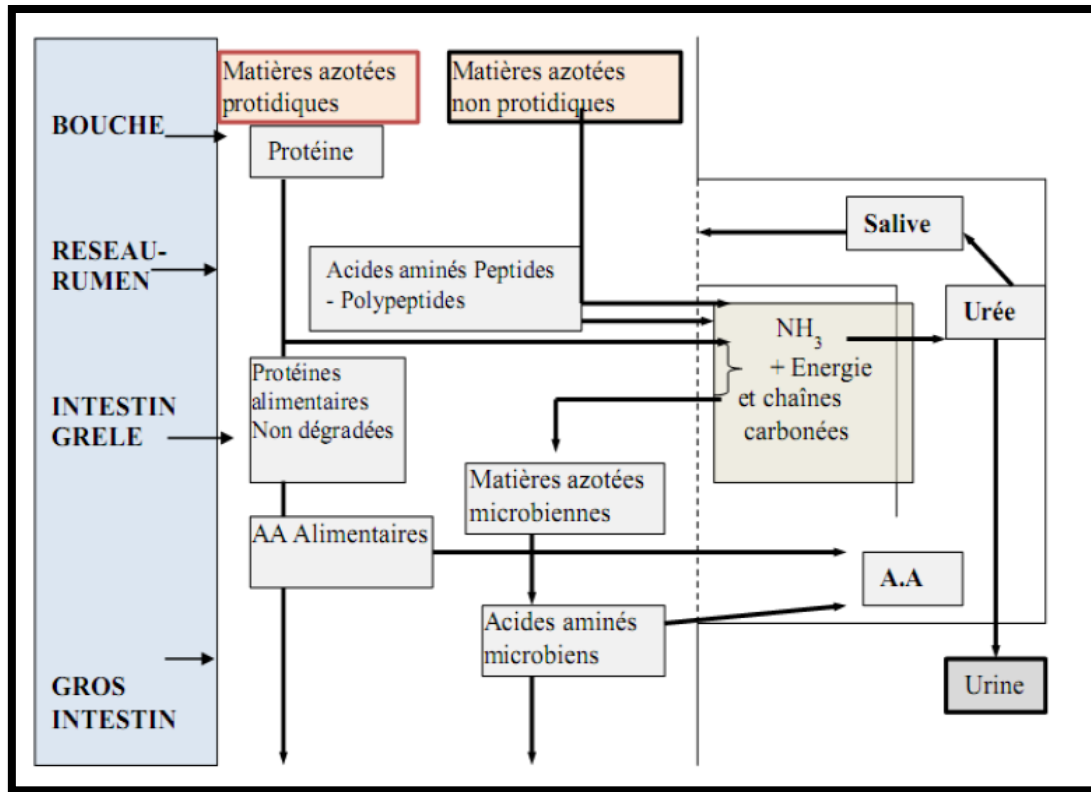 Matières azotées
protidiques
Matières azotées
non protidiques
BOUCHE
Protéine
RESEAU-
RUMEN
Acides aminés Peptides
- Polypeptides
Salive
Urée
NH3
+ Energie
et chaînes
carbonées
INTESTIN
GRELE
Protéines
alimentaires
Non dégradées
Matières azotées
microbiennes
AA Alimentaires
A.A
Acides aminés
microbiens
GROS
INTESTIN
Urine